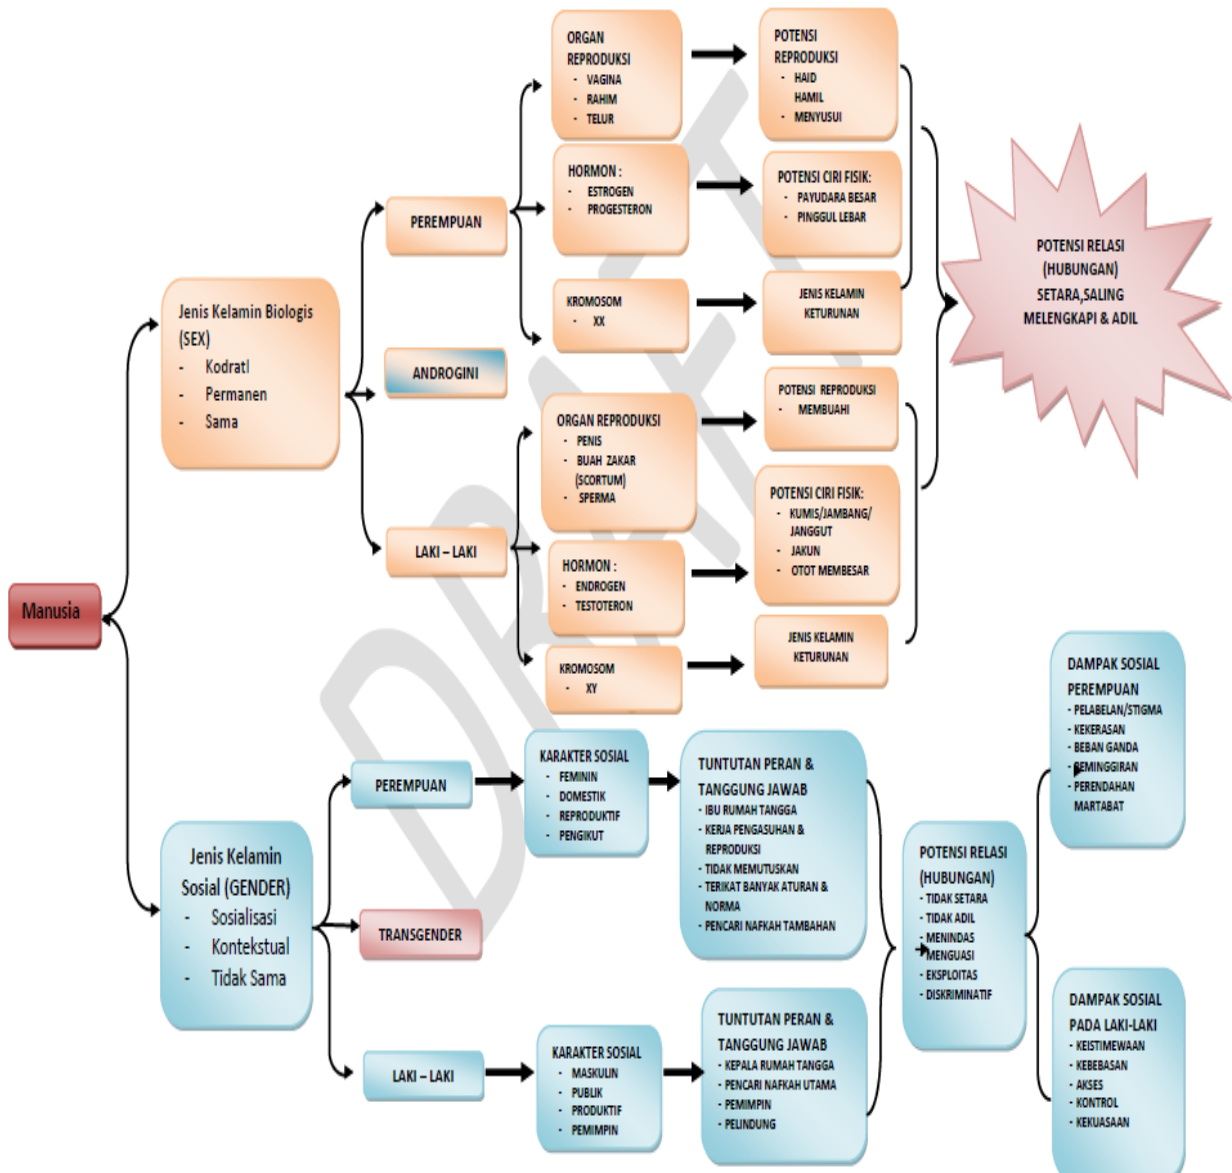 Manusia
Jenis Kelamin Biologis
(SEX)
- Kodrati
- Permanen
- Sama
PEREMPUAN
ANDROGINI
LAKI – LAKI
ORGAN
REPRODUKSI
- VAGINA
- RAHIM
- TELUR
POTENSI
REPRODUKSI
- HAID
HAMIL
- MENYUSUI
HORMON :
- ESTROGEN
- PROGESTERON
POTENSI CIRI FISIK:
- PAYUDARA BESAR
- PINGGUL LEBAR
KROMOSOM
- XX
JENIS KELAMIN
KETURUNAN
ORGAN REPRODUKSI
- PENIS
- BUAH ZAKAR
(SCORTUM)
- SPERMA
POTENSI REPRODUKSI
- MEMBUAHI
HORMON :
- ENDROGEN
- TESTOTERON
POTENSI CIRI FISIK:
- KUMIS/JAMBANG/
JANGGUT
- JAKUN
- OTOT MEMBESAR
KROMOSOM
- XY
JENIS KELAMIN
KETURUNAN
POTENSI RELASI
(HUBUNGAN)
SETARA,SALING
MELENGKAPI & ADIL
Jenis Kelamin
Sosial (GENDER)
- Sosialisasi
- Kontekstual
- Tidak Sama
PEREMPUAN
TRANSGENDER
LAKI – LAKI
KARAKTER SOSIAL
- FEMININ
- DOMESTIK
- REPRODUKTIF
- PENGIKUT
TUNTUTAN PERAN &
TANGGUNG JAWAB
- IBU RUMAH TANGGA
- KERJA PENGASUHAN &
REPRODUKSI
- TIDAK MEMUTUSKAN
- TERIKAT BANYAK ATURAN &
NORMA
- PENCARI NAFKAH TAMBAHAN
KARAKTER SOSIAL
- MASKULIN
- PUBLIK
- PRODUKTIF
- PEMIMPIN
TUNTUTAN PERAN &
TANGGUNG JAWAB
- KEPALA RUMAH TANGGA
- PENCARI NAFKAH UTAMA
- PEMIMPIN
- PELINDUNG
POTENSI RELASI
(HUBUNGAN)
- TIDAK SETARA
- TIDAK ADIL
- MENINDAS
MENGUASI
- EKSPLOITAS
- DISKRIMINATIF
DAMPAK SOSIAL
PEREMPUAN
- PELABELAN/STIGMA
- KEKERASAN
- BEBAN GANDA
- PEMINGGIRAN
- PERENDAHAN
MARTABAT
DAMPAK SOSIAL
PADA LAKI-LAKI
- KEISTIMEWAAN
- KEBEBASAN
- AKSES
- KONTROL
- KEKUASAAN
DRAFT